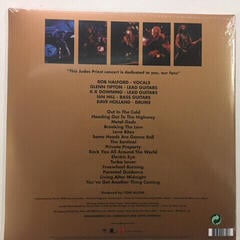 "This Judas Priest concert is dedicated to you, our fans"
ROB HALFORD - VOCALS
GLENN TIPTON - LEAD GUITARS
K.K DOWNING - LEAD GUITARS
IAN HILL - BASS GUITARS
DAVE HOLLAND - DRUMS
Out In The Cold
Heading Out To The Highway
Metal Gods
Breaking The Law
Love Bites
Some Heads Are Gonna Roll
The Sentinel
Private Property
Rock You All Around The World
Electric Eye
Turbo Lover
Freewheel Burning
Parental Guidance
Living After Midnight
You've Got Another Thing Coming
Produced by TOM ALLOM